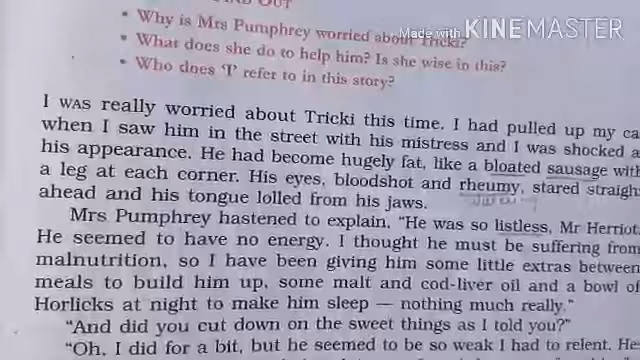 OUT
• Why is Mrs Pumphrey worried about Tricki?
Made with KINEMASTER
• What does she do to help him? Is she wise in this?
• Who does 'I' refer to in this story?
I WAS really worried about Tricki this time. I had pulled up my ca
when I saw him in the street with his mistress and I was shocked a
his appearance. He had become hugely fat, like a bloated sausage with
a leg at each corner. His eyes, bloodshot and rheumy, stared straigh
ahead and his tongue lolled from his jaws.
Mrs Pumphrey hastened to explain, "He was so listless, Mr Herriot.
He seemed to have no energy. I thought he must be suffering from
malnutrition, so I have been giving him some little extras between
meals to build him up, some malt and cod-liver oil and a bowl of
Horlicks at night to make him sleep — nothing much really."
"And did you cut down on the sweet things as I told you?"
"Oh, I did for a bit, but he seemed to be so weak I had to relent. He